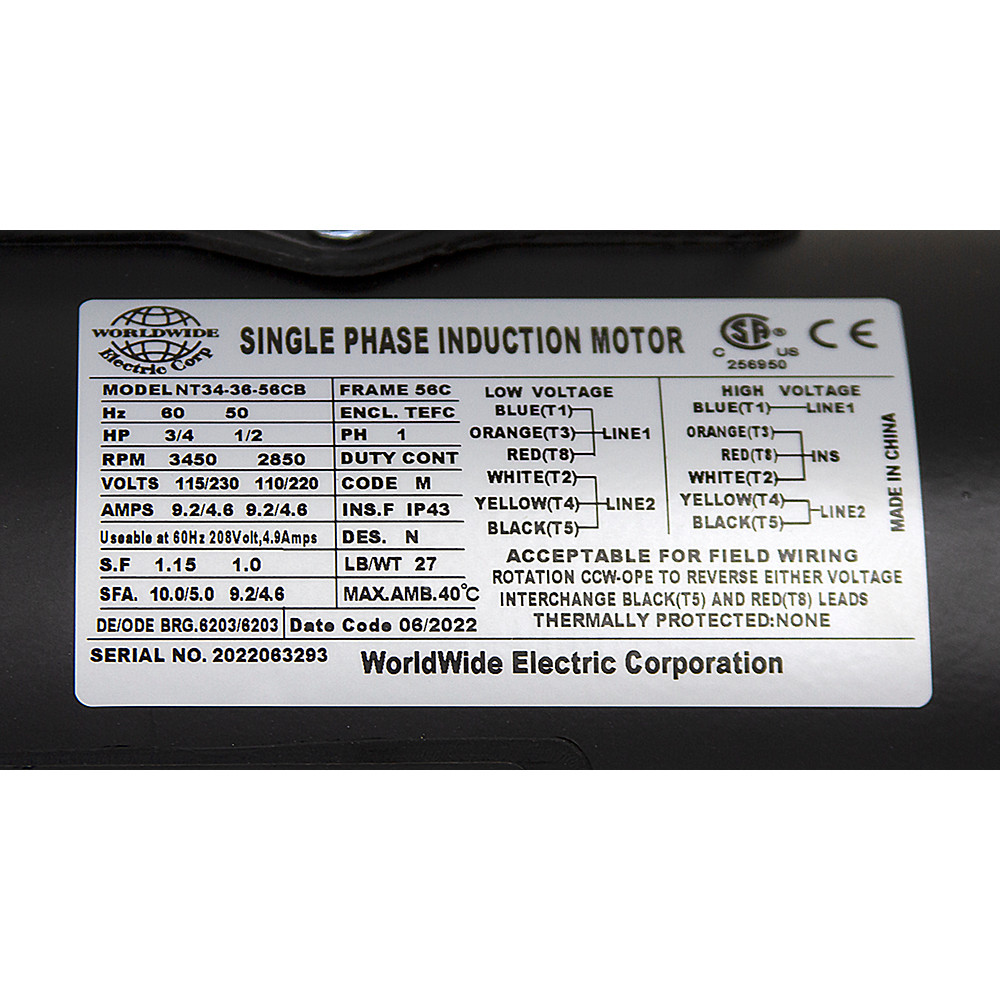 WORLDWIDE
Electric Corp
SINGLE PHASE INDUCTION MOTOR
SA ®
C US
256950
CE
MODEL NT34-36-56CB
Hz 60 50
HP 3/4 1/2
RPM 3450 2850
VOLTS 115/230 110/220
AMPS 9.2/4.6 9.2/4.6
Useable at 60Hz 208Volt,4.9Amps
S.F 1.15 1.0
SFA. 10.0/5.0 9.2/4.6
DE/ODE BRG.6203/6203
FRAME 56C
ENCL. TEFC
PH 1
DUTY CONT
CODE M
INS.F IP43
DES. N
LB/WT 27
MAX.AMB.40℃
Date Code 06/2022
LOW VOLTAGE
BLUE(T1)
ORANGE(T3) LINE1
RED(T8)
WHITE(T2)
YELLOW(T4) LINE2
BLACK(T5)
HIGH VOLTAGE
BLUE(T1) LINE1
ORANGE(T3)
RED(T8) INS
WHITE(T2)
YELLOW(T4) LINE2
BLACK(T5)
MADE IN CHINA
ACCEPTABLE FOR FIELD WIRING
ROTATION CCW-OPE TO REVERSE EITHER VOLTAGE
INTERCHANGE BLACK(T5) AND RED(T8) LEADS
THERMALLY PROTECTED:NONE
SERIAL NO. 2022063293
WorldWide Electric Corporation